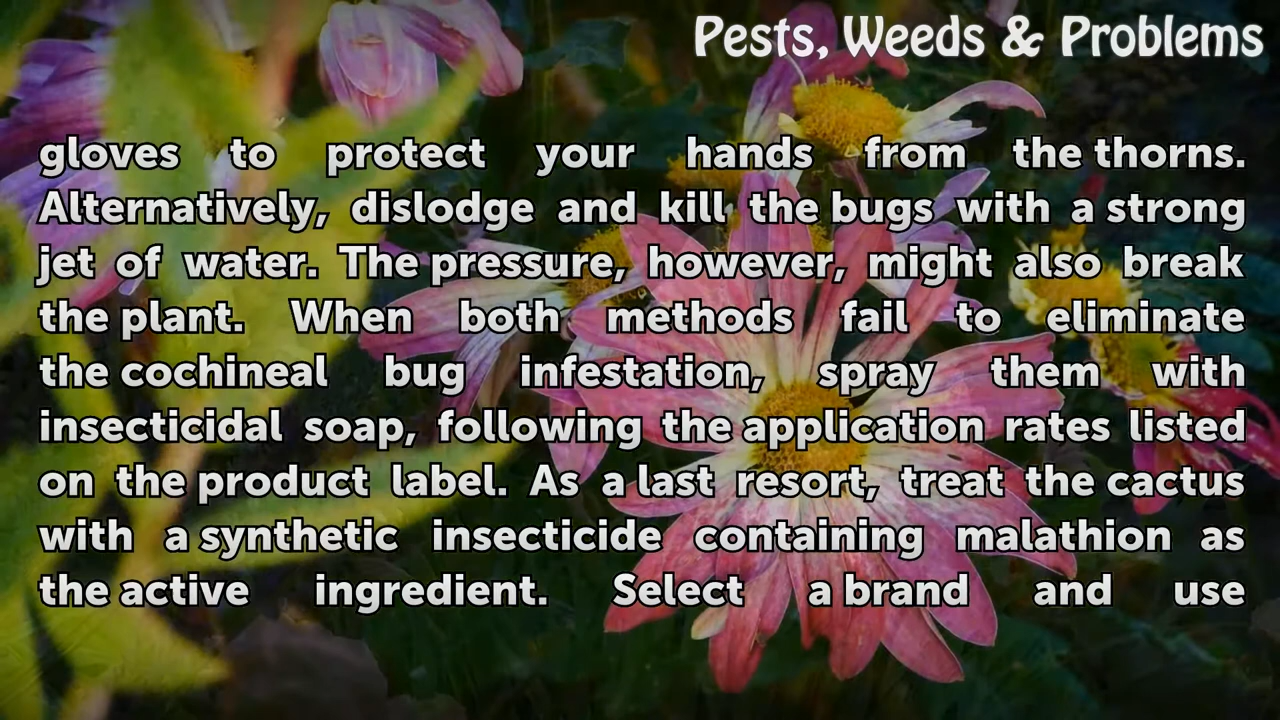 Pests, Weeds & Problems
gloves to protect your hands from the thorns.
Alternatively, dislodge and kill the bugs with a strong
jet of water. The pressure, however, might also break
the plant. When both methods fail to eliminate
the cochineal bug infestation, spray them with
insecticidal soap, following the application rates listed
on the product label. As a last resort, treat the cactus
with a synthetic insecticide containing malathion as
the active ingredient. Select a brand and use